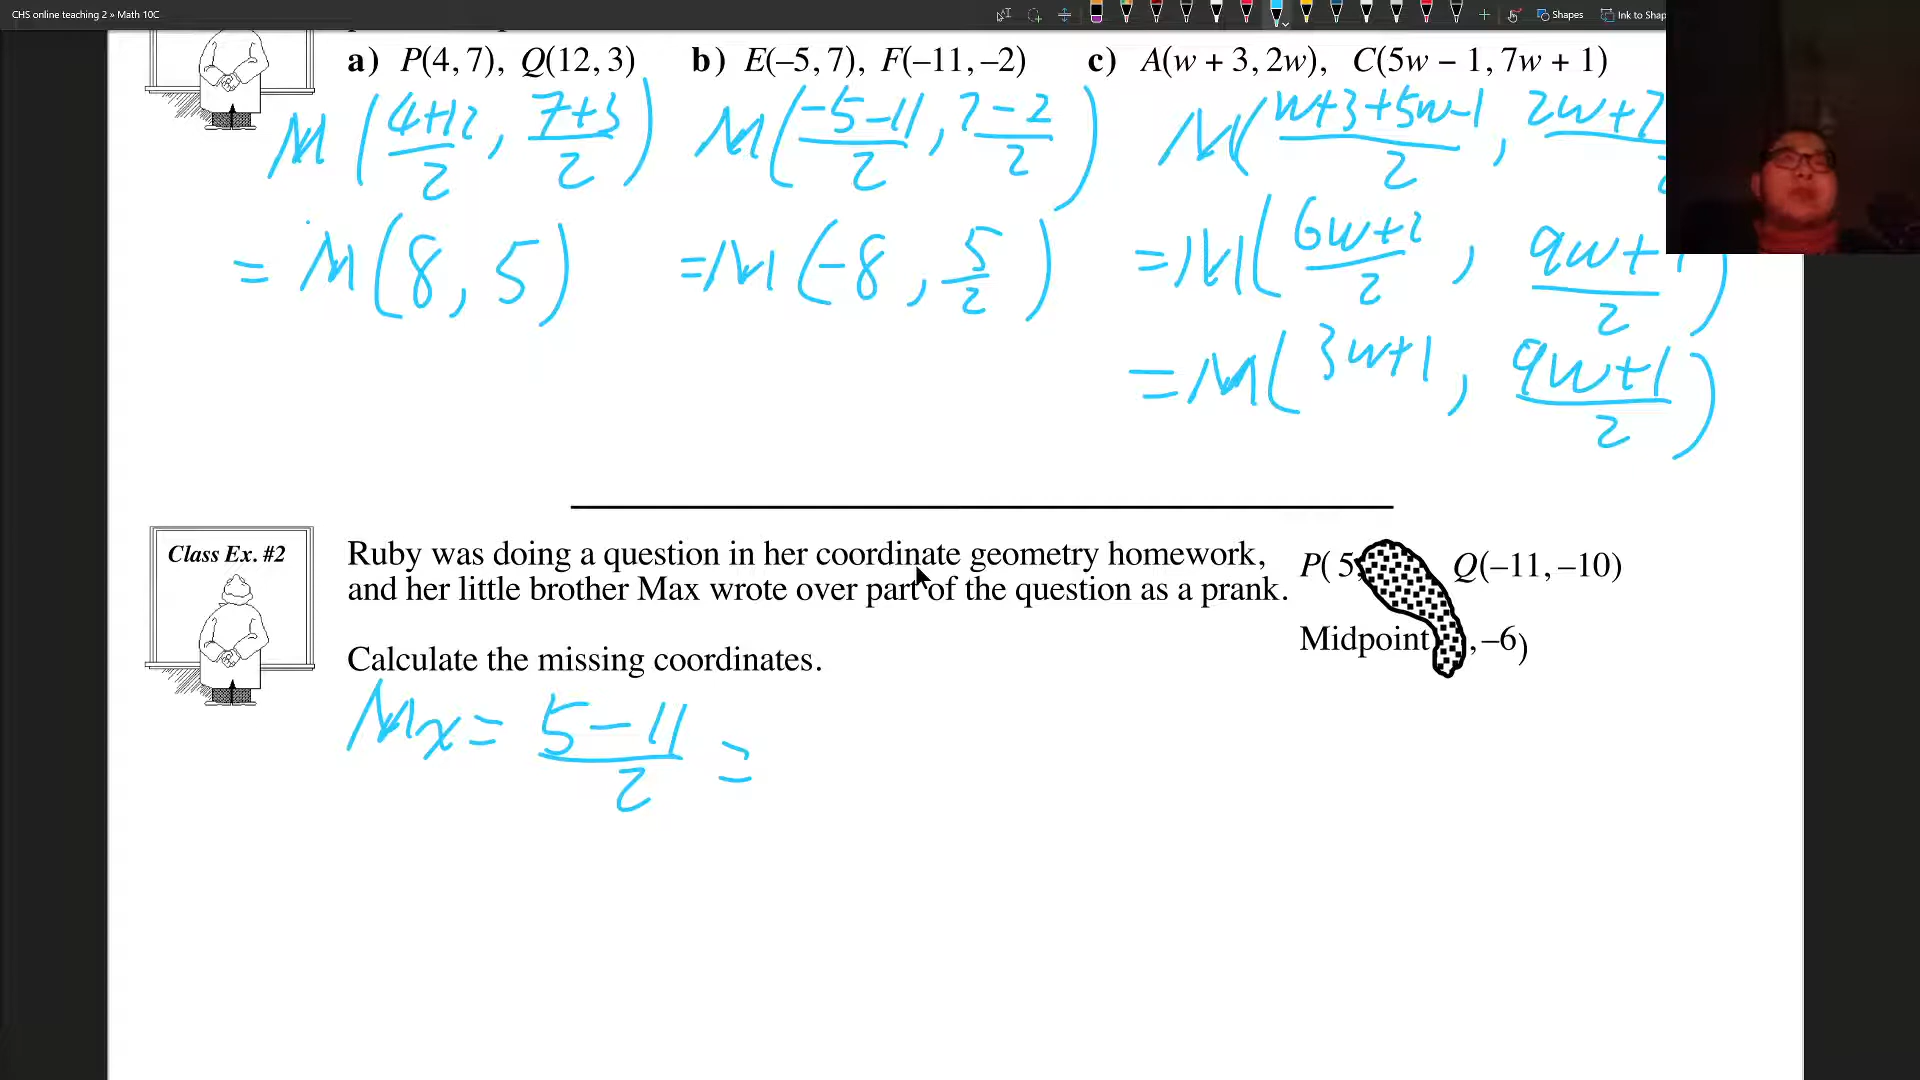 CHS online teaching 2 » Math 10C
Shapes Ink to Shap
a) P(4, 7), Q(12, 3) b) E(–5, 7), F(–11, –2) c) A(w + 3, 2w), C(5w – 1, 7w + 1)
M(4+12/2, 7+3/2) M(-5-11/2, 7-2/2) M(w+3+5w-1/2, 2w+7
= M(8, 5) = M(-8, 5/2) = M(6w+2/2, 9w+1/2)
= M(3w+1, 9w+1/2)
Class Ex. #2
Ruby was doing a question in her coordinate geometry homework, P( 5, Q(–11, –10)
and her little brother Max wrote over part of the question as a prank.
Midpoint , –6)
Calculate the missing coordinates.
Mx = 5-11/2 =